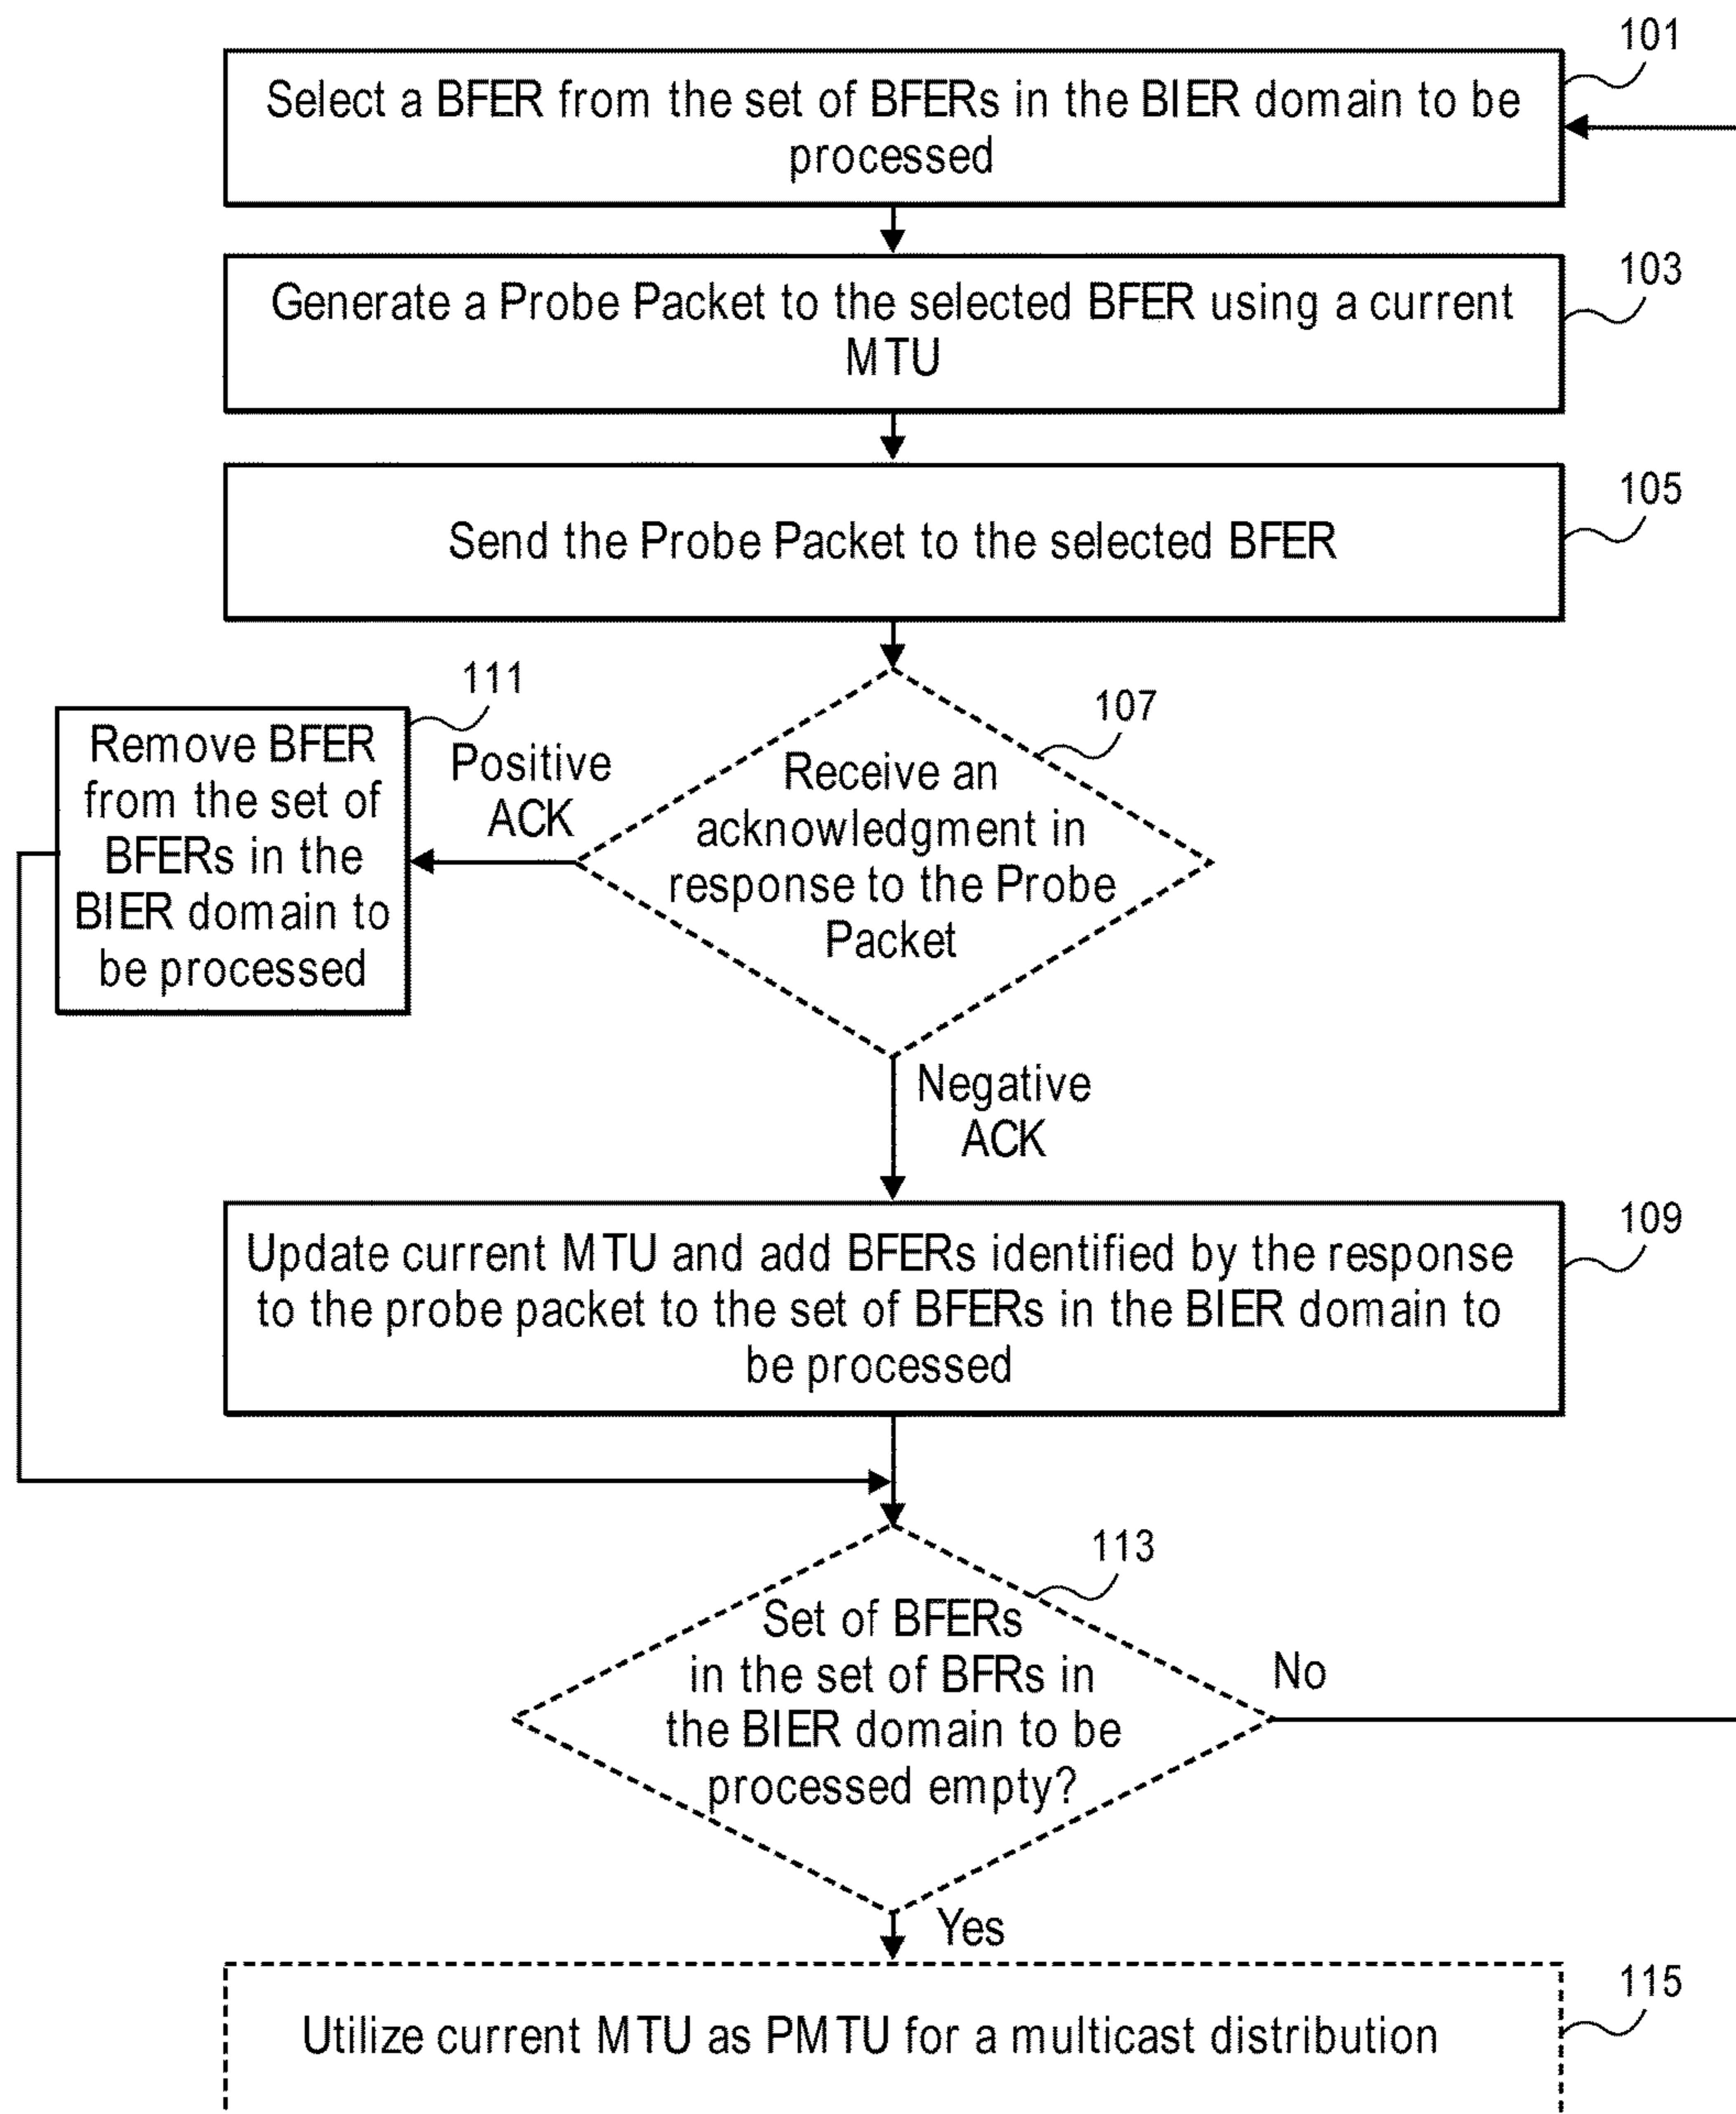 101
Select a BFER from the set of BFERs in the BIER domain to be
processed
103
Generate a Probe Packet to the selected BFER using a current
MTU
105
Send the Probe Packet to the selected BFER
111
Remove BFER
from the set of
BFERs in the
BIER domain to
be processed
Positive
ACK
107
Receive an
acknowledgment in
response to the Probe
Packet
Negative
ACK
109
Update current MTU and add BFERs identified by the response
to the probe packet to the set of BFERs in the BIER domain to
be processed
113
Set of BFERs
in the set of BFRs in
the BIER domain to be
processed empty?
No
Yes
115
Utilize current MTU as PMTU for a multicast distribution